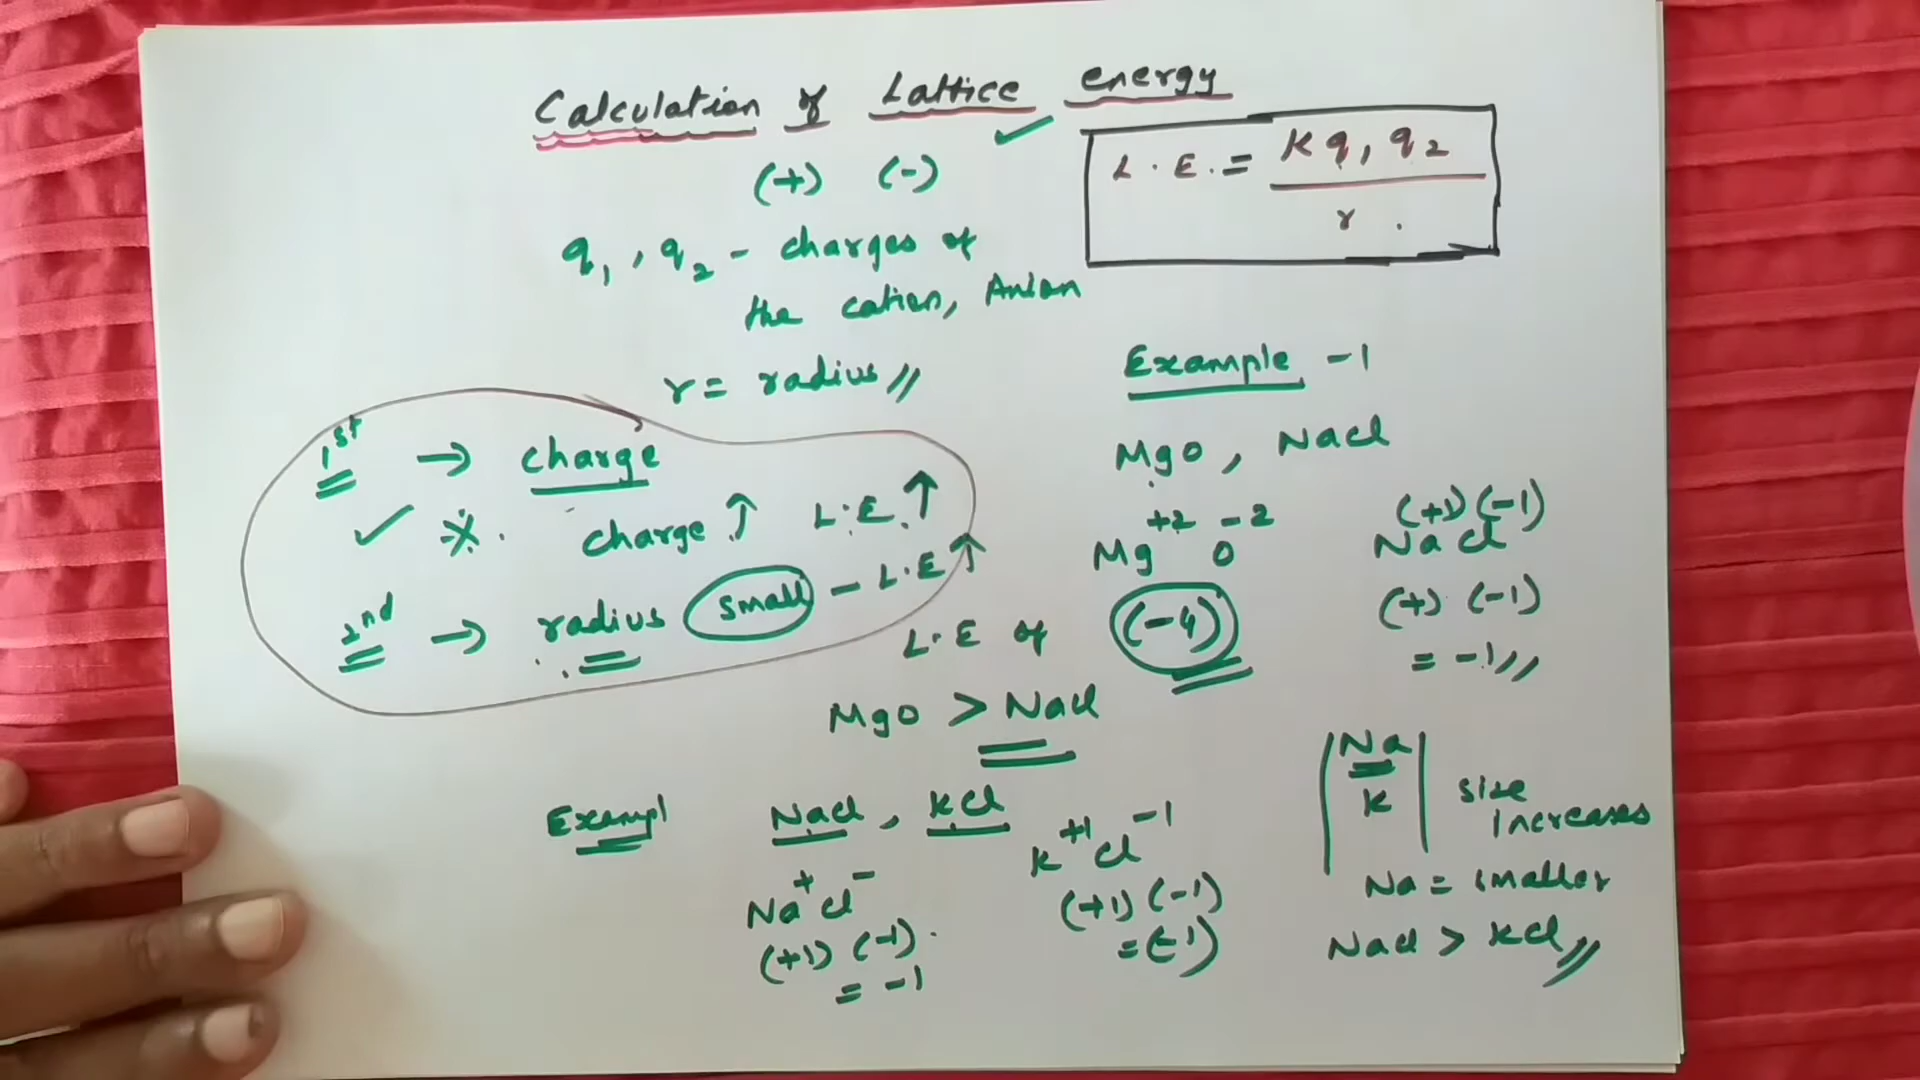 Calculation of Lattice energy
(+) (-)
L.E. = Kq1 q2
r.
q1, q2 - charges of
the cation, Anion
r = radius //
1st → charge
charge ↑ L.E.↑
2nd → radius small - L.E↑
Example -1
MgO, NaCl
Mg+2 O-2
(-4)
(+1)(-1)
NaCl
(+) (-1)
= -1 //
L.E of
MgO > NaCl
Exampl NaCl, KCl
Na+ Cl-
(+1) (-1).
= -1
K+1 Cl-1
(+1) (-1)
= (-1)
Na
K
size
increases
Na = smaller
NaCl > KCl //